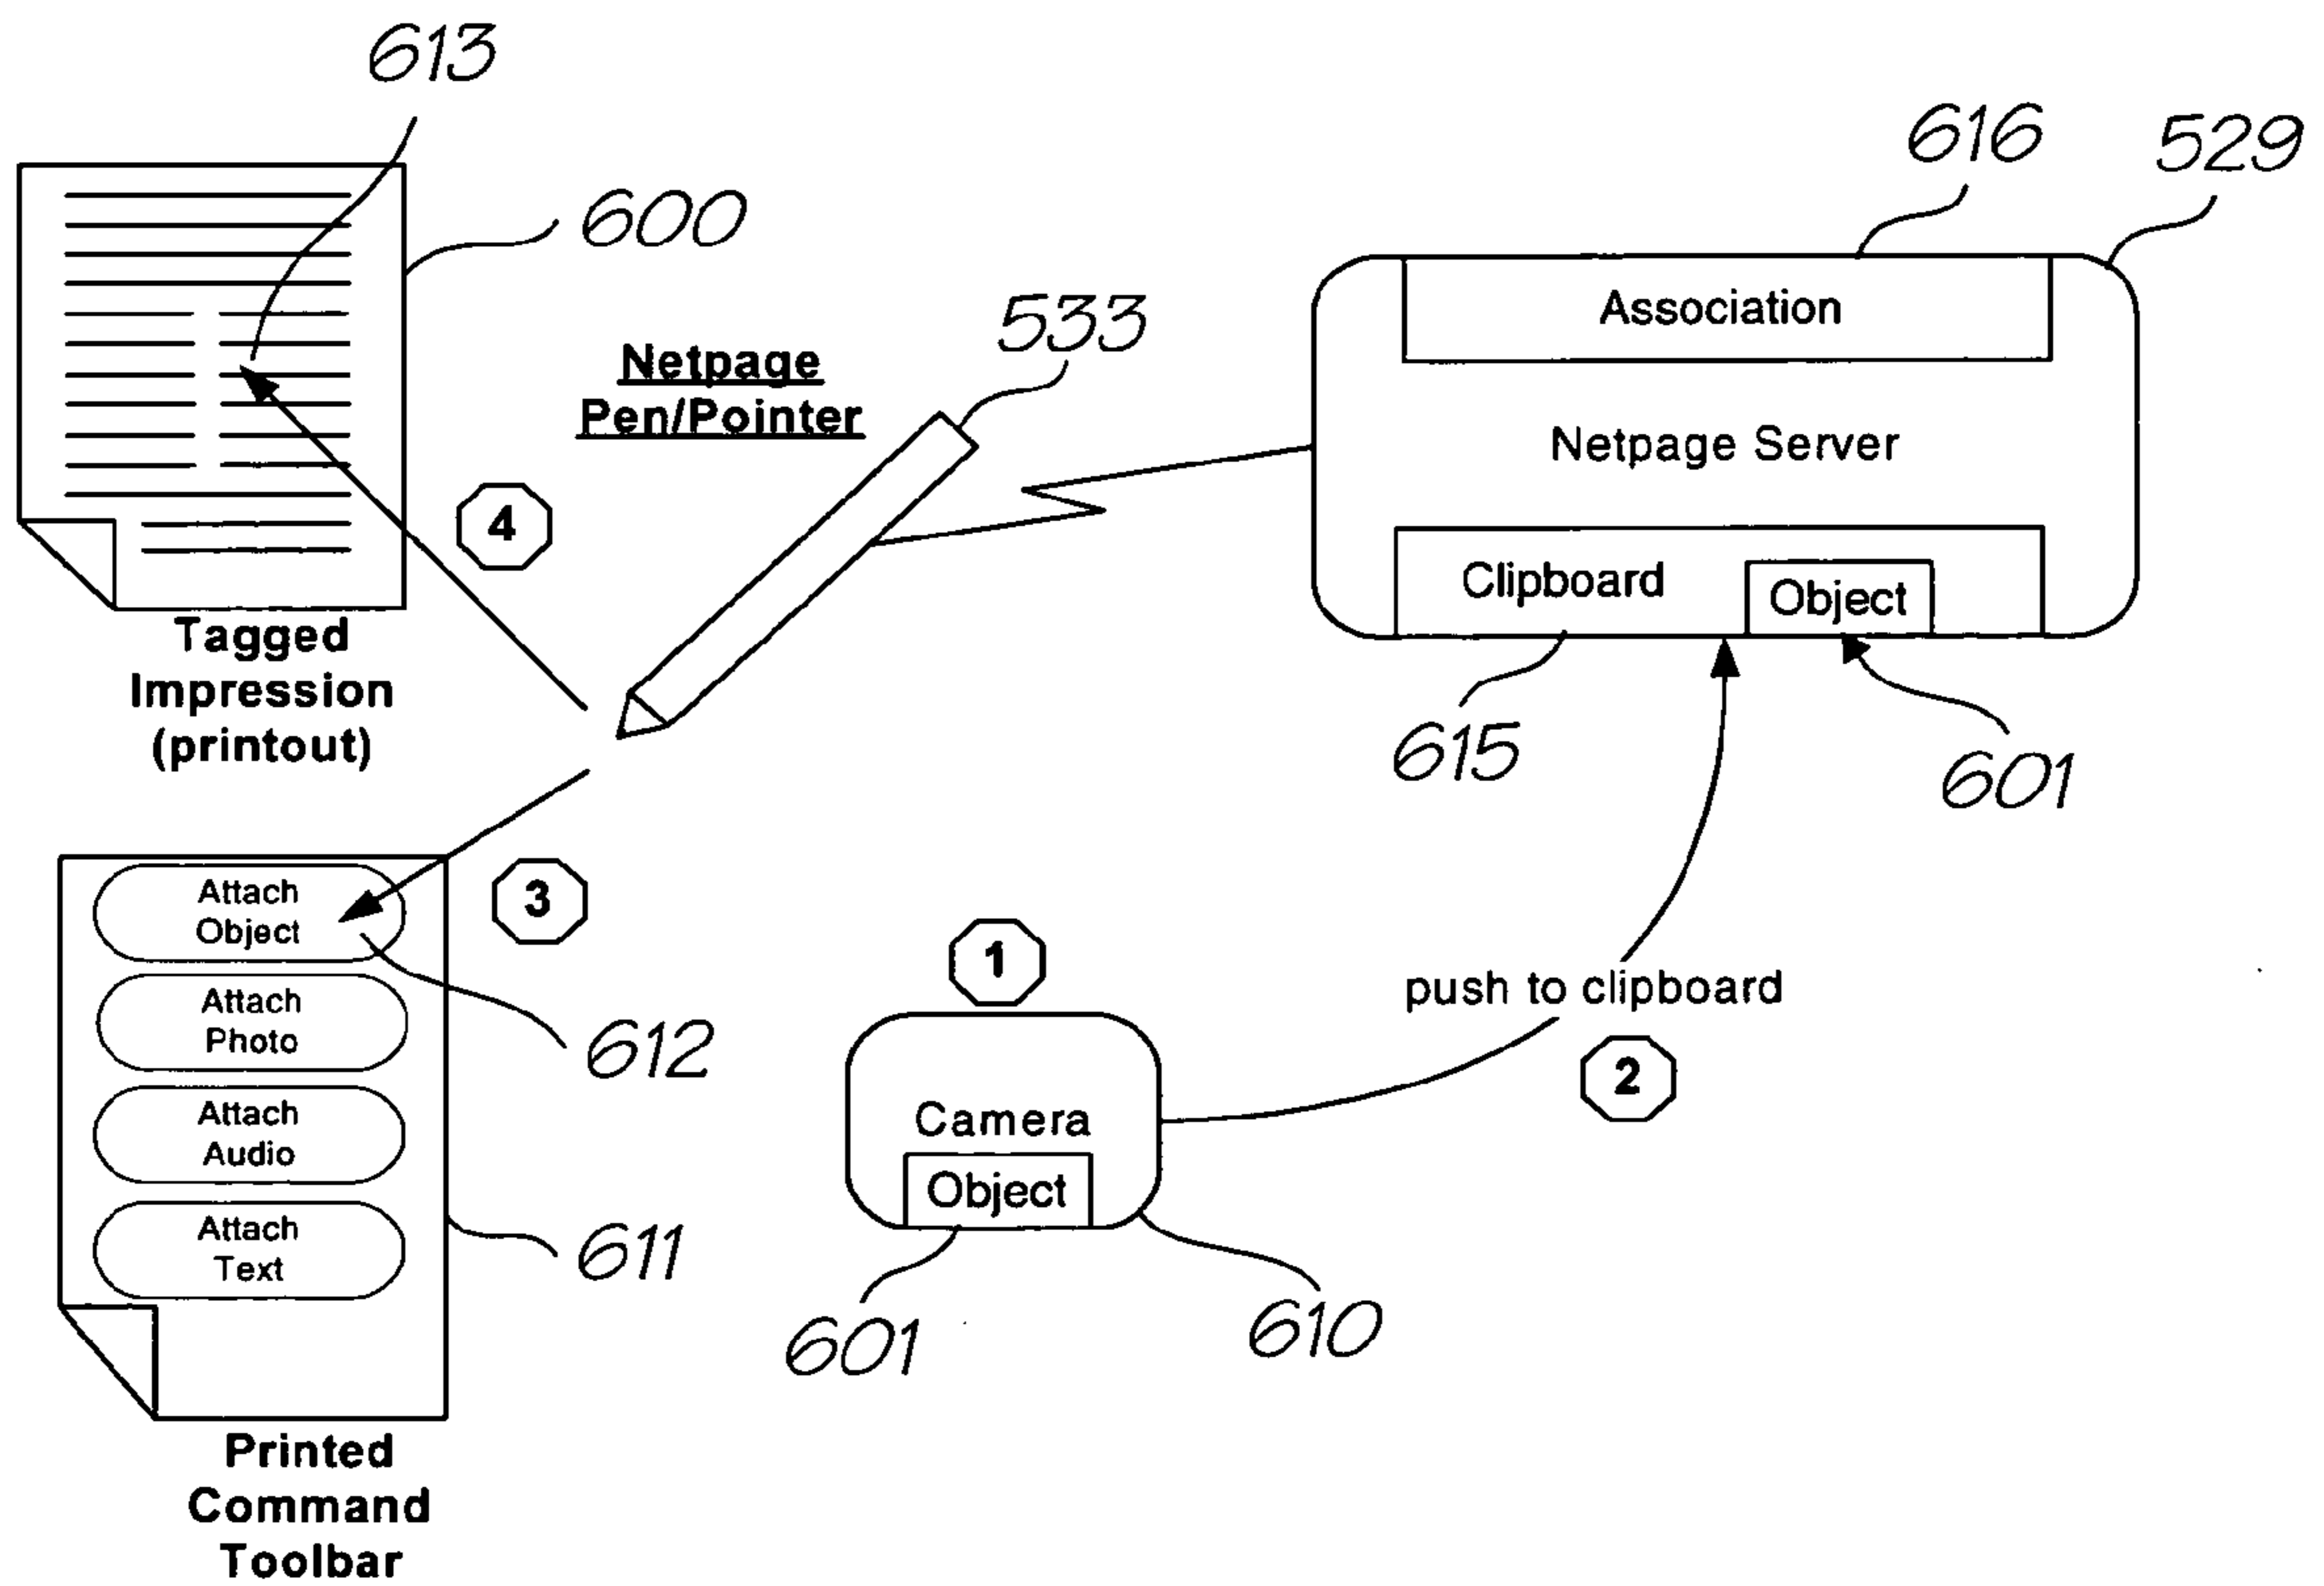 613
616
529
600
533
Association
Netpage
Pen/Pointer
Netpage Server
4
Clipboard
Object
Tagged
Impression
(printout)
615
601
3
Attach
Object
1
push to clipboard
Attach
Photo
612
2
Attach
Audio
Camera
Object
Attach
Text
611
601
610
Printed
Command
Toolbar